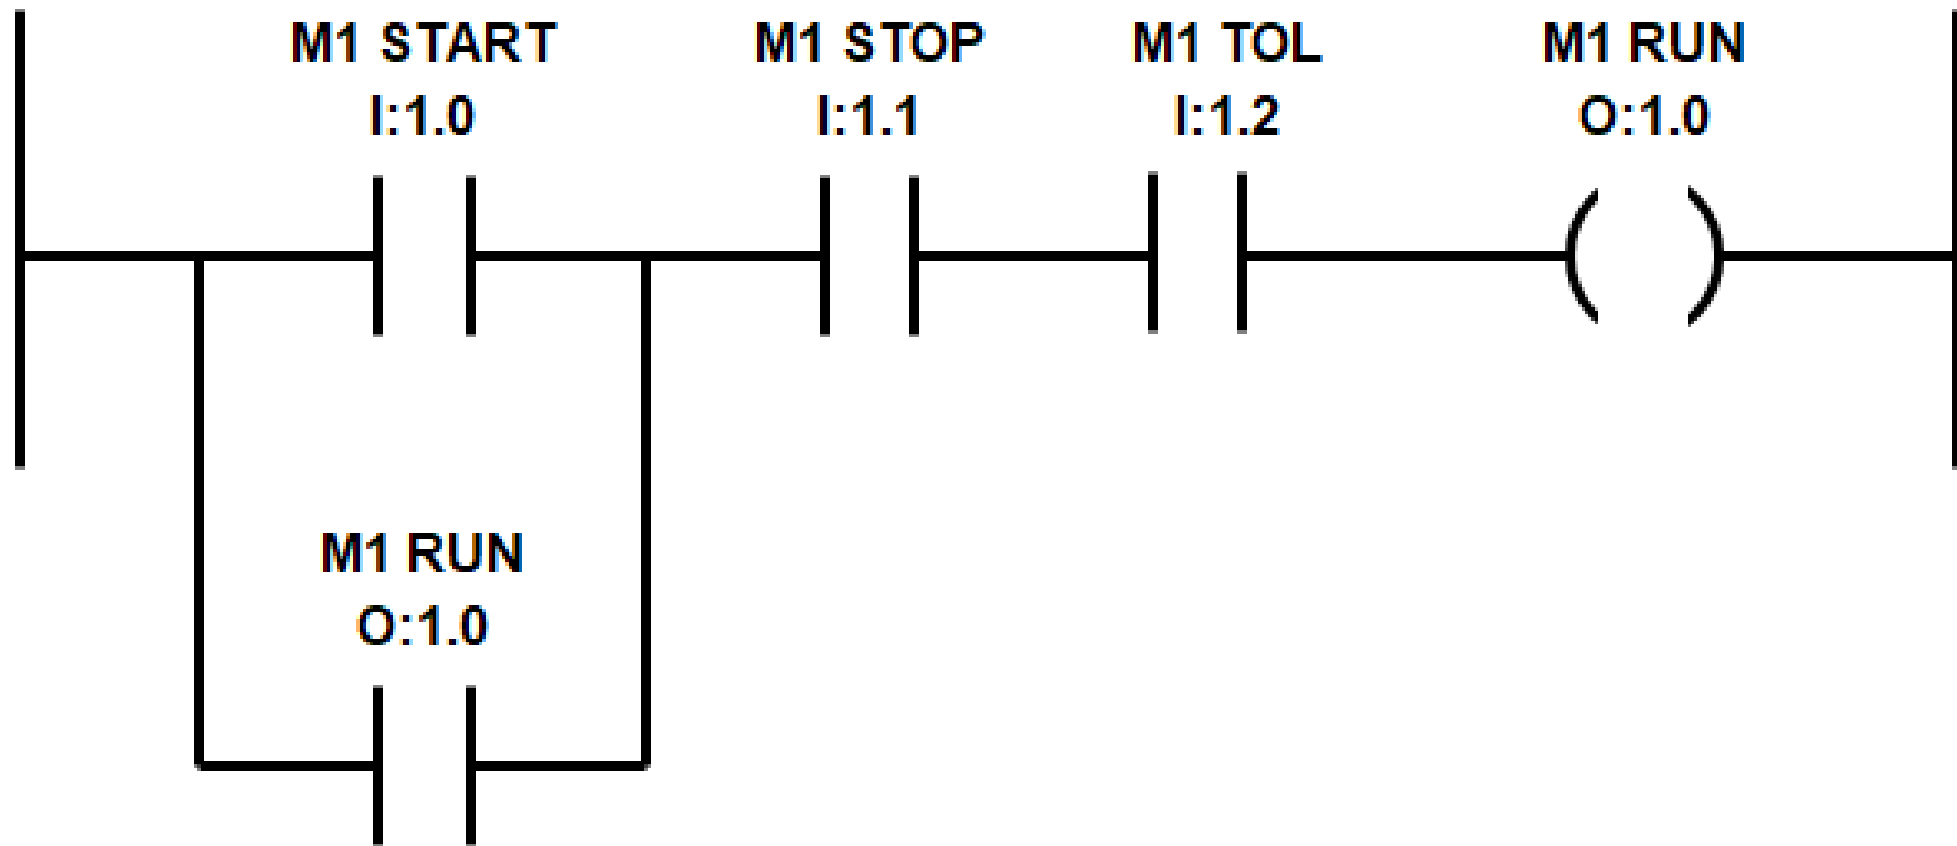 M1 START
I:1.0
M1 STOP
I:1.1
M1 TOL
I:1.2
M1 RUN
O:1.0
M1 RUN
O:1.0